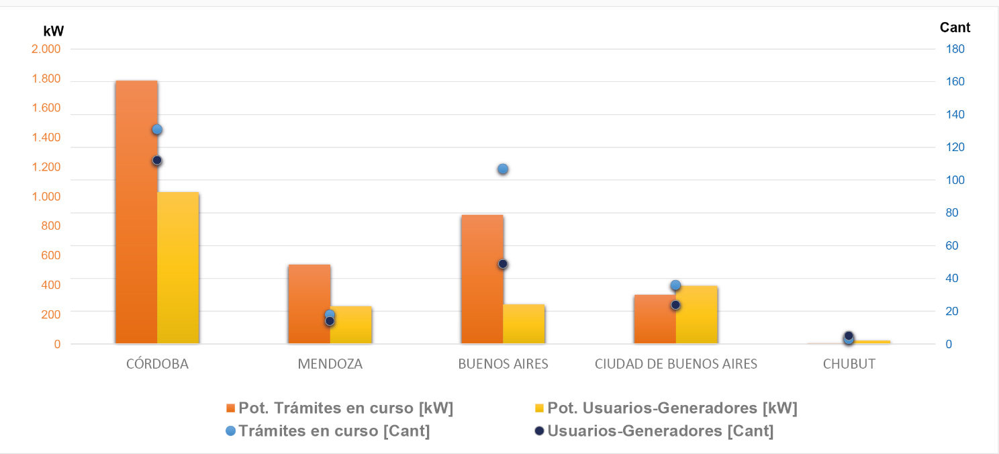 kW
Cant
2.000
1.800
1.600
1.400
1.200
1.000
800
600
400
200
0
180
160
140
120
100
80
60
40
20
0
CÓRDOBA
MENDOZA
BUENOS AIRES
CIUDAD DE BUENOS AIRES
CHUBUT
Pot. Trámites en curso [kW]
Pot. Usuarios-Generadores [kW]
Trámites en curso [Cant]
Usuarios-Generadores [Cant]